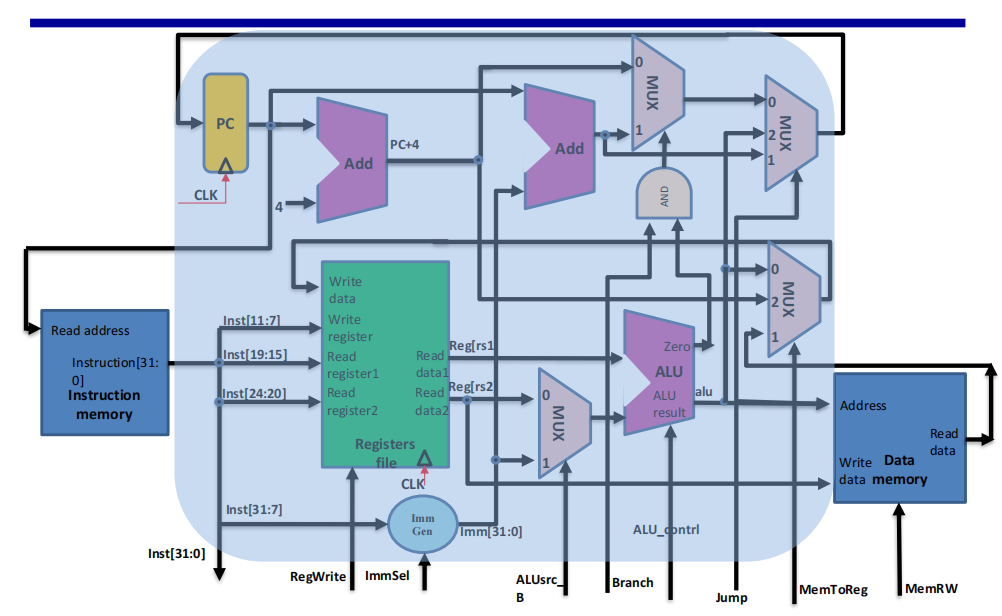 0
MUX
1
PC
CLK
Add
PC+4
4
Add
AND
0
2
1
MUX
Write
data
Write
register
Read
register1
Read
register2
Read
data1
Read
data2
Registers
file
CLK
Inst[11:7]
Inst[19:15]
Inst[24:20]
Inst[31:7]
Read address
Instruction[31:
0]
Instruction
memory
Reg[rs1
Reg[rs2
0
MUX
1
Zero
ALU
ALU
result
alu
0
2
1
MUX
Address
Read
data
Write
data
Data
memory
Imm
Gen
Imm[31:0]
Inst[31:0]
RegWrite
ImmSel
ALUsrc_
B
Branch
ALU_contrl
Jump
MemToReg
MemRW